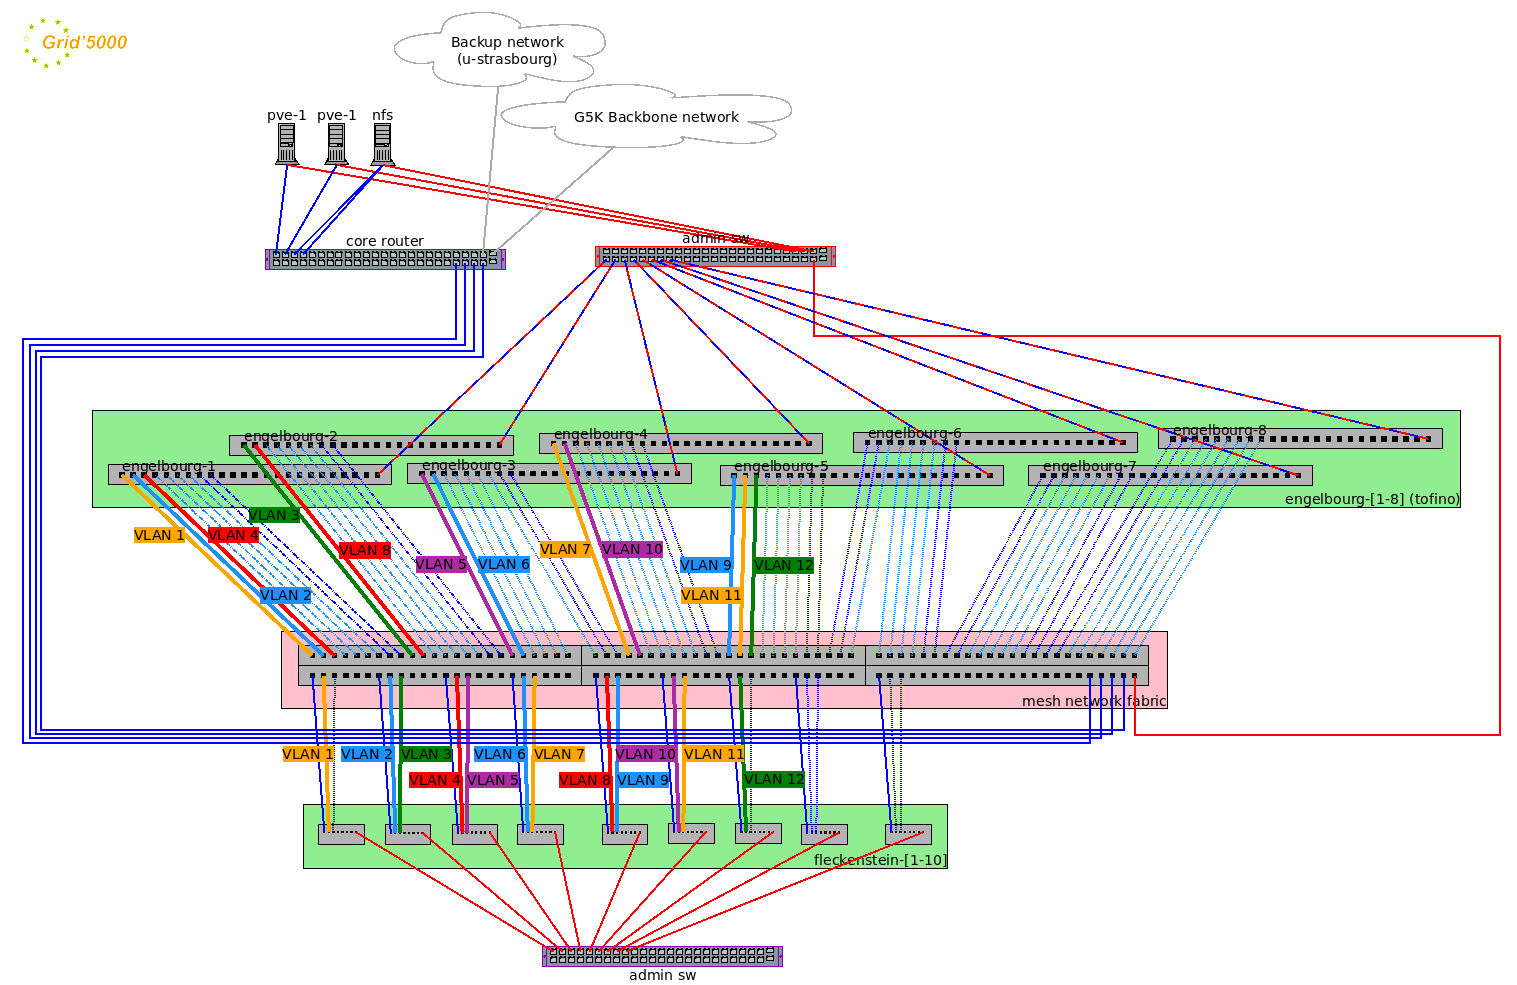 Grid'5000
Backup network
(u-strasbourg)
G5K Backbone network
pve-1
pve-1
nfs
core router
admin sw
engelbourg-2
engelbourg-4
engelbourg-6
engelbourg-8
engelbourg-1
engelbourg-3
engelbourg-5
engelbourg-7
engelbourg-[1-8] (tofino)
VLAN 3
VLAN 1
VLAN 4
VLAN 8
VLAN 7
VLAN 10
VLAN 5
VLAN 6
VLAN 9
VLAN 12
VLAN 2
VLAN 11
mesh network fabric
VLAN 1
VLAN 2
VLAN 3
VLAN 6
VLAN 7
VLAN 10
VLAN 11
VLAN 4
VLAN 5
VLAN 8
VLAN 9
VLAN 12
fleckenstein-[1-10]
admin sw